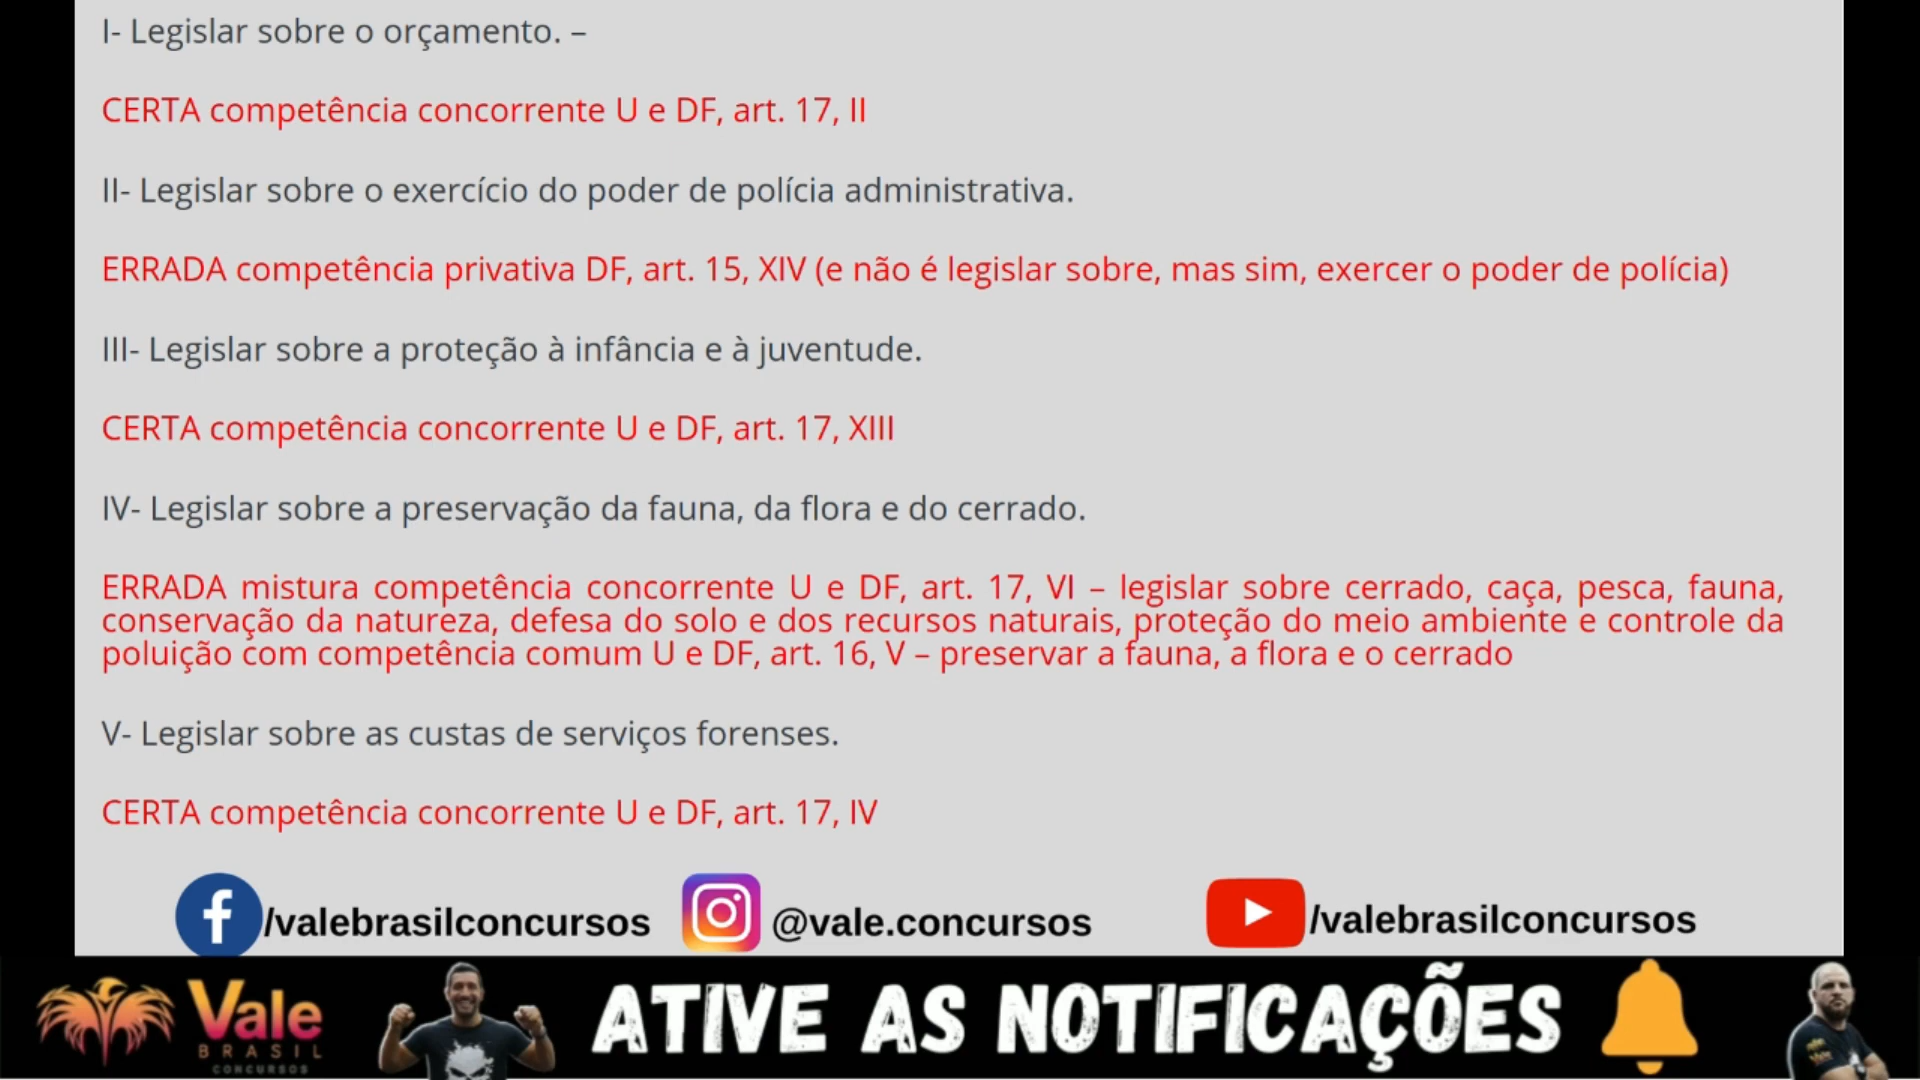 I- Legislar sobre o orçamento. –
CERTA competência concorrente U e DF, art. 17, II
II- Legislar sobre o exercício do poder de polícia administrativa.
ERRADA competência privativa DF, art. 15, XIV (e não é legislar sobre, mas sim, exercer o poder de polícia)
III- Legislar sobre a proteção à infância e à juventude.
CERTA competência concorrente U e DF, art. 17, XIII
IV- Legislar sobre a preservação da fauna, da flora e do cerrado.
ERRADA mistura competência concorrente U e DF, art. 17, VI – legislar sobre cerrado, caça, pesca, fauna,
conservação da natureza, defesa do solo e dos recursos naturais, proteção do meio ambiente e controle da
poluição com competência comum U e DF, art. 16, V – preservar a fauna, a flora e o cerrado
V- Legislar sobre as custas de serviços forenses.
CERTA competência concorrente U e DF, art. 17, IV
/valebrasilconcursos @vale.concursos /valebrasilconcursos
Vale
BRASIL
CONCURSOS
ATIVE AS NOTIFICAÇÕES